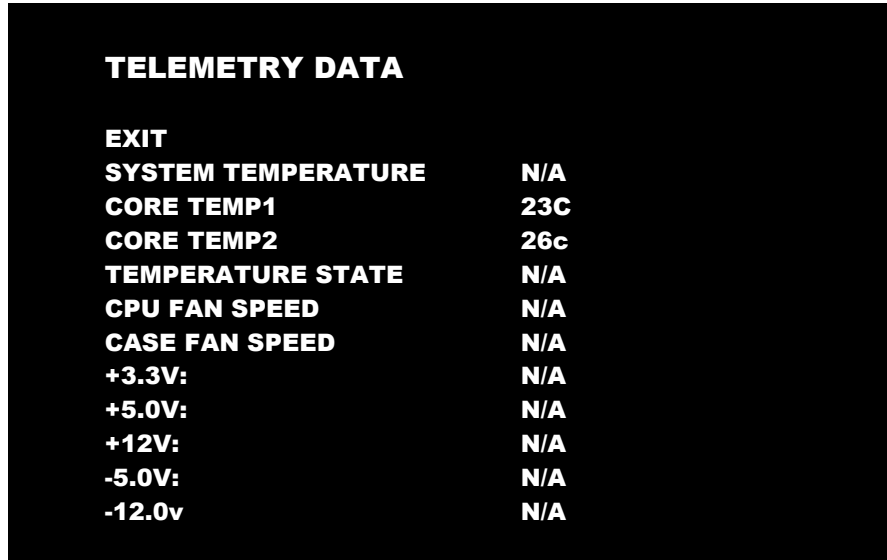 TELEMETRY DATA
EXIT
SYSTEM TEMPERATURE N/A
CORE TEMP1 23C
CORE TEMP2 26c
TEMPERATURE STATE N/A
CPU FAN SPEED N/A
CASE FAN SPEED N/A
+3.3V: N/A
+5.0V: N/A
+12V: N/A
-5.0V: N/A
-12.0v N/A